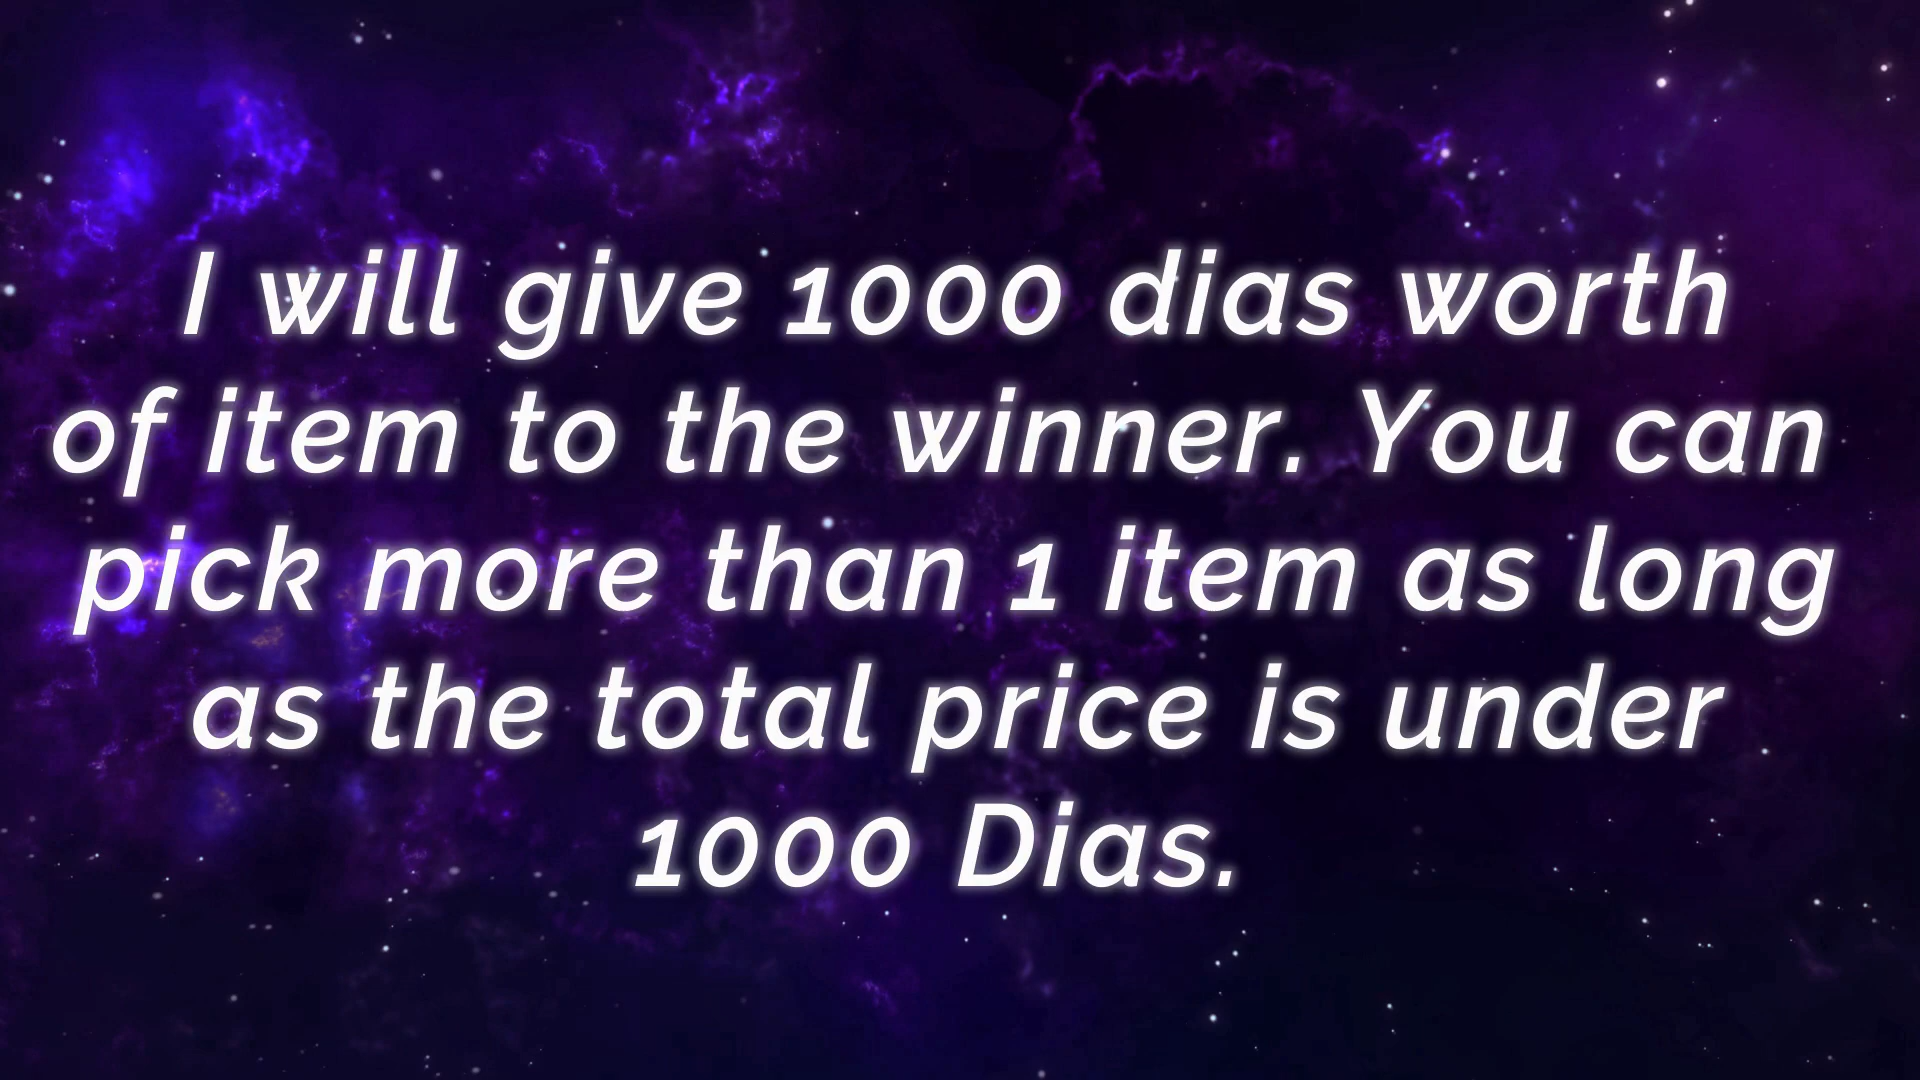 I will give 1000 dias worth
of item to the winner. You can
pick more than 1 item as long
as the total price is under
1000 Dias.